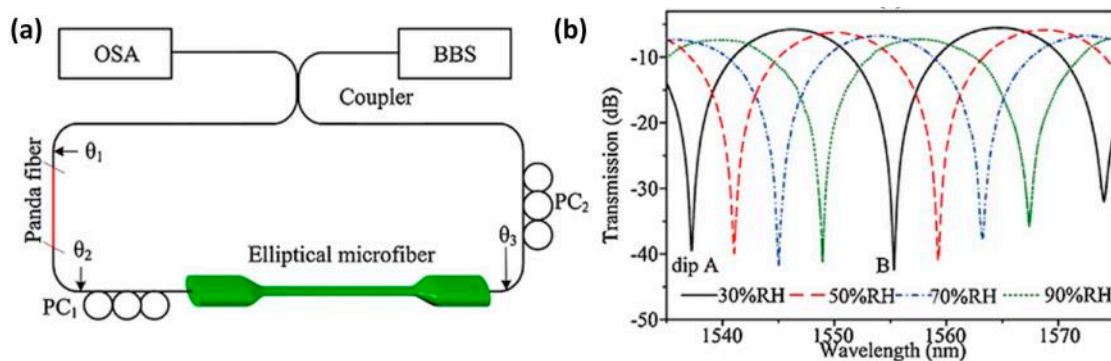 (a)
OSA
BBS
Coupler
θ1
Panda fiber
θ2
PC1
Elliptical microfiber
θ3
PC2
(b)
Transmission (dB)
-10
-20
-30
-40
-50
dip A
B
30%RH
50%RH
70%RH
90%RH
1540
1550
1560
1570
Wavelength (nm)